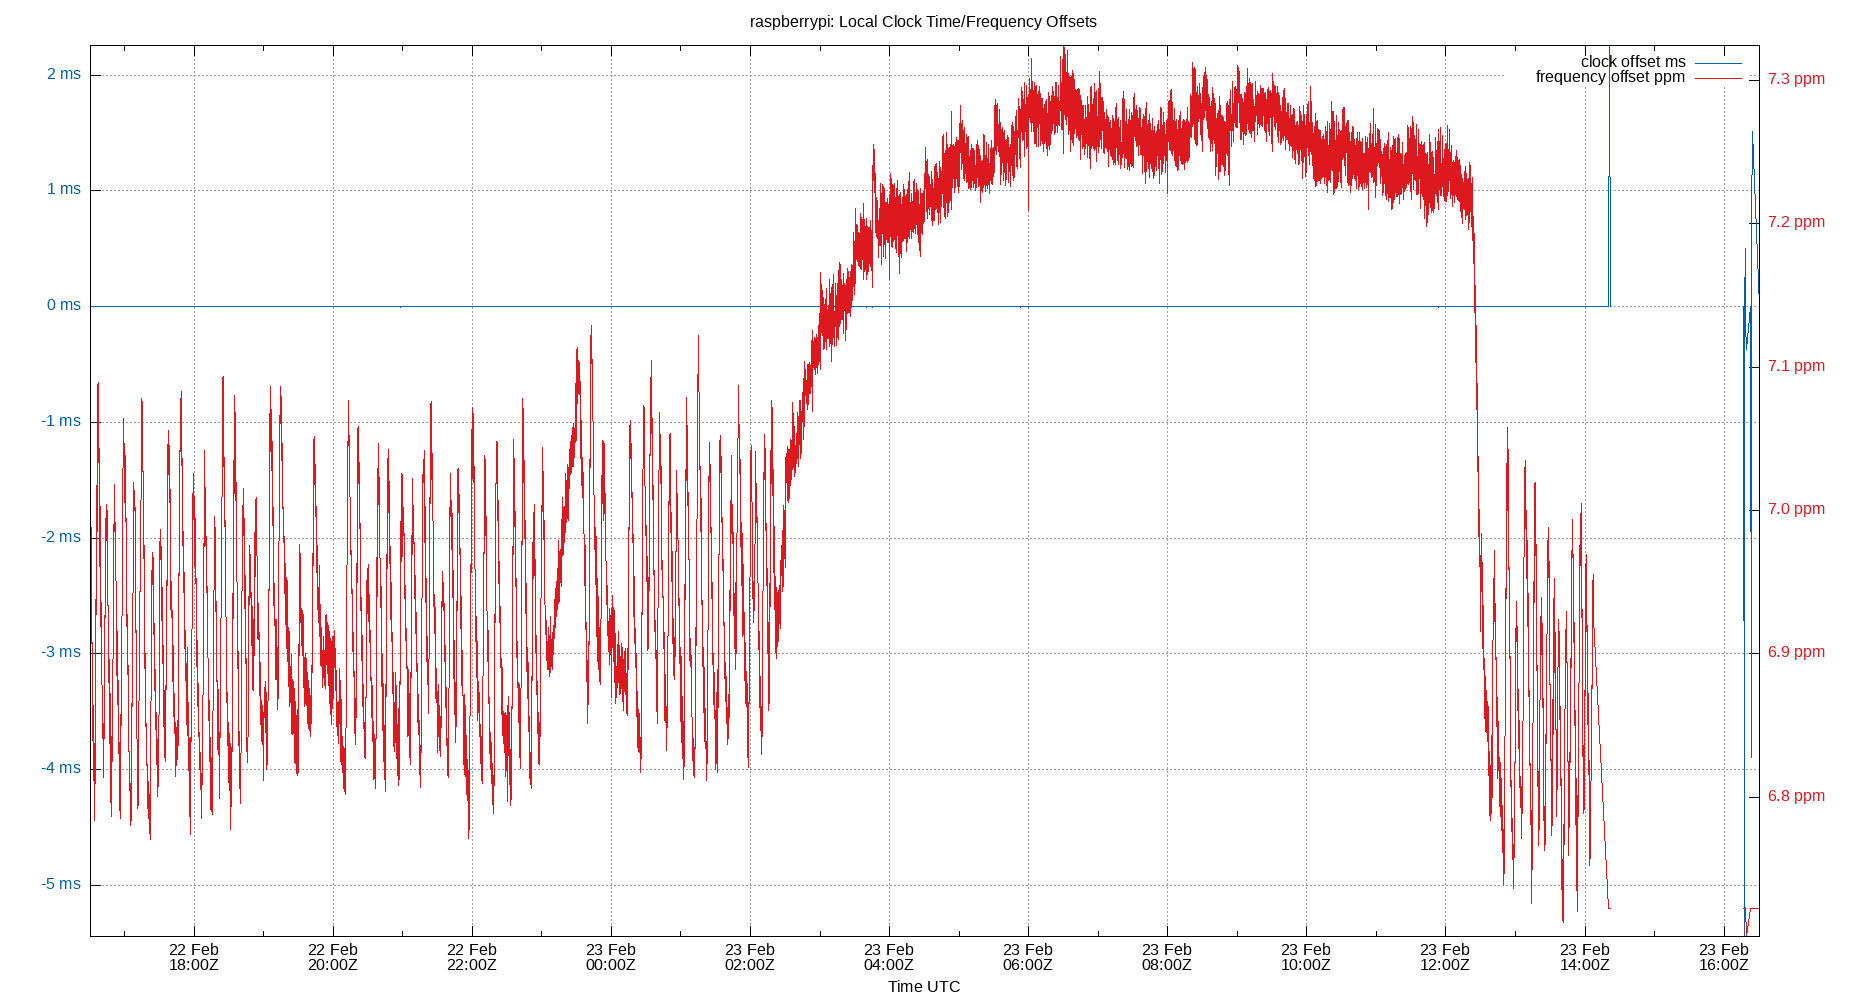 raspberrypi: Local Clock Time/Frequency Offsets
clock offset ms
frequency offset ppm
2 ms
1 ms
0 ms
-1 ms
-2 ms
-3 ms
-4 ms
-5 ms
7.3 ppm
7.2 ppm
7.1 ppm
7.0 ppm
6.9 ppm
6.8 ppm
22 Feb 22 Feb 22 Feb 23 Feb 23 Feb 23 Feb 23 Feb 23 Feb 23 Feb 23 Feb 23 Feb 23 Feb
18:00Z 20:00Z 22:00Z 00:00Z 02:00Z 04:00Z 06:00Z 08:00Z 10:00Z 12:00Z 14:00Z 16:00Z
Time UTC